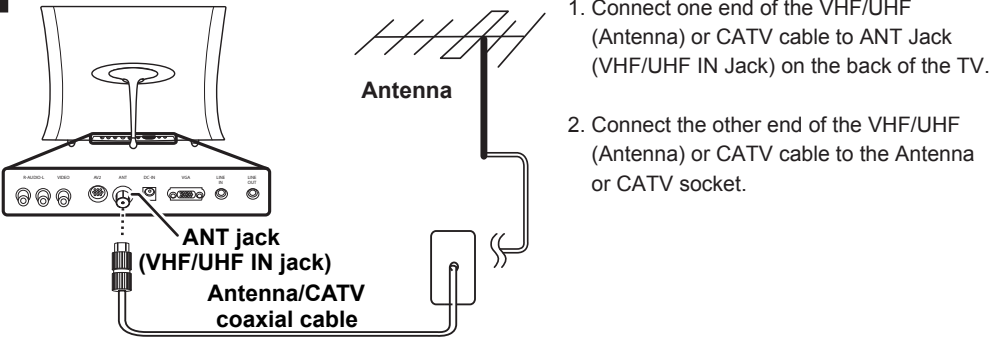 1. Connect one end of the VHF/UHF
(Antenna) or CATV cable to ANT Jack
(VHF/UHF IN Jack) on the back of the TV.
2. Connect the other end of the VHF/UHF
(Antenna) or CATV cable to the Antenna
or CATV socket.
Antenna
R-AUDIO-L VIDEO AV2 ANT DC-IN VGA LINE IN LINE OUT
ANT jack
(VHF/UHF IN jack)
Antenna/CATV
coaxial cable